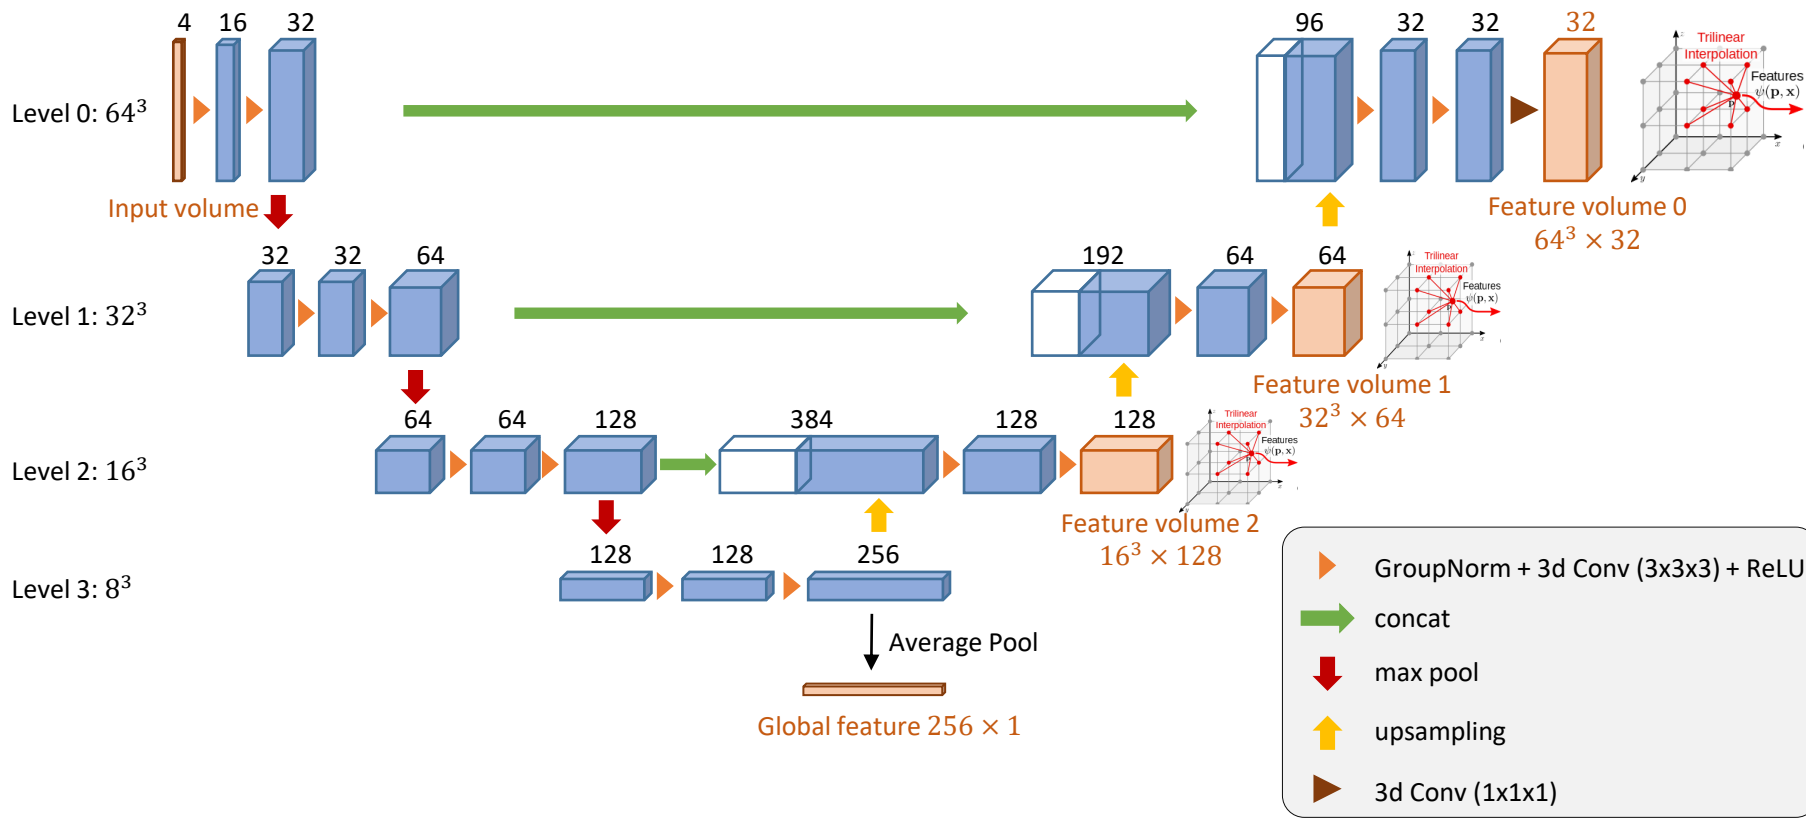 4 16 32 96 32 32 32
Level 0: 64³
Trilinear
Interpolation
Features
ψ(p, x)
p
z
x
y
Input volume
Feature volume 0
64³ × 32
32 32 64 192 64 64
Level 1: 32³
Trilinear
Interpolation
Features
ψ(p, x)
p
z
x
y
Feature volume 1
32³ × 64
64 64 128 384 128 128
Level 2: 16³
Trilinear
Interpolation
Features
ψ(p, x)
p
z
x
y
Feature volume 2
16³ × 128
128 128 256
Level 3: 8³
Average Pool
Global feature 256 × 1
GroupNorm + 3d Conv (3x3x3) + ReLU
concat
max pool
upsampling
3d Conv (1x1x1)